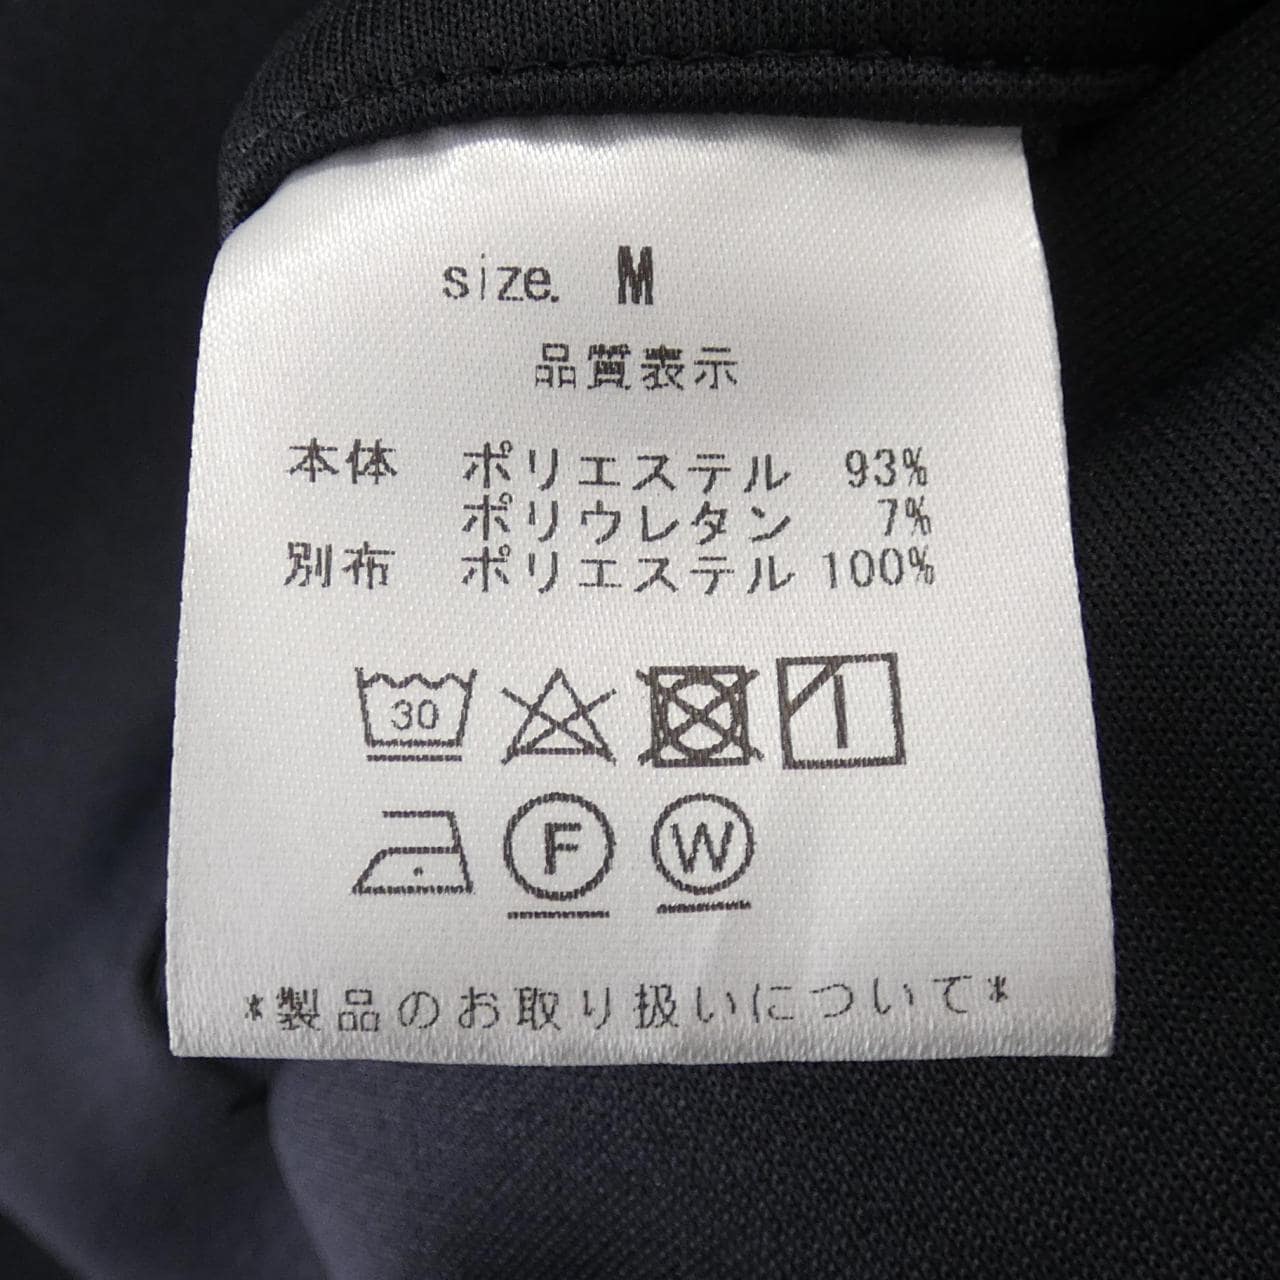 size. M
品質表示
本体 ポリエステル 93%
ポリウレタン 7%
別布 ポリエステル 100%
30
F W
*製品のお取り扱いについて*